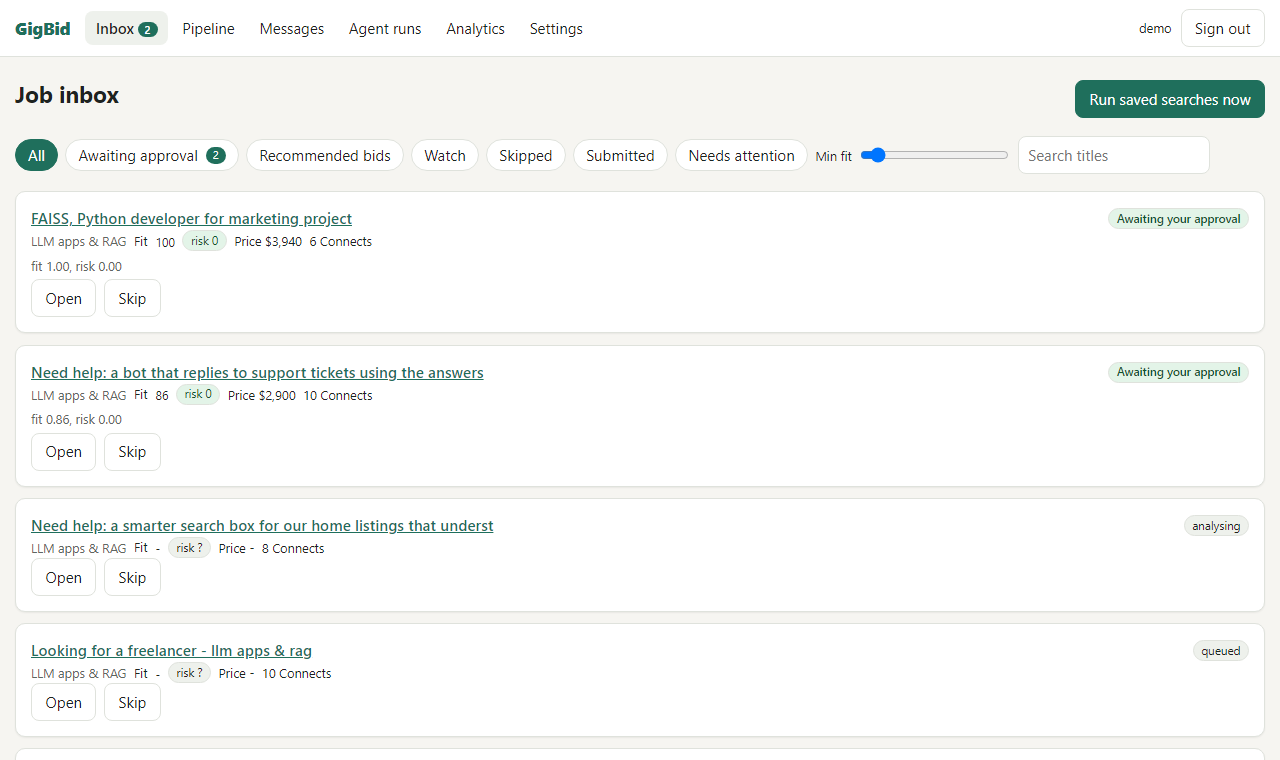 GigBid Inbox 2 Pipeline Messages Agent runs Analytics Settings demo Sign out
Job inbox
Run saved searches now
All Awaiting approval 2 Recommended bids Watch Skipped Submitted Needs attention Min fit Search titles
FAISS, Python developer for marketing project Awaiting your approval
LLM apps & RAG Fit 100 risk 0 Price $3,940 6 Connects
fit 1.00, risk 0.00
Open Skip
Need help: a bot that replies to support tickets using the answers Awaiting your approval
LLM apps & RAG Fit 86 risk 0 Price $2,900 10 Connects
fit 0.86, risk 0.00
Open Skip
Need help: a smarter search box for our home listings that underst analysing
LLM apps & RAG Fit - risk ? Price - 8 Connects
Open Skip
Looking for a freelancer - llm apps & rag queued
LLM apps & RAG Fit - risk ? Price - 10 Connects
Open Skip